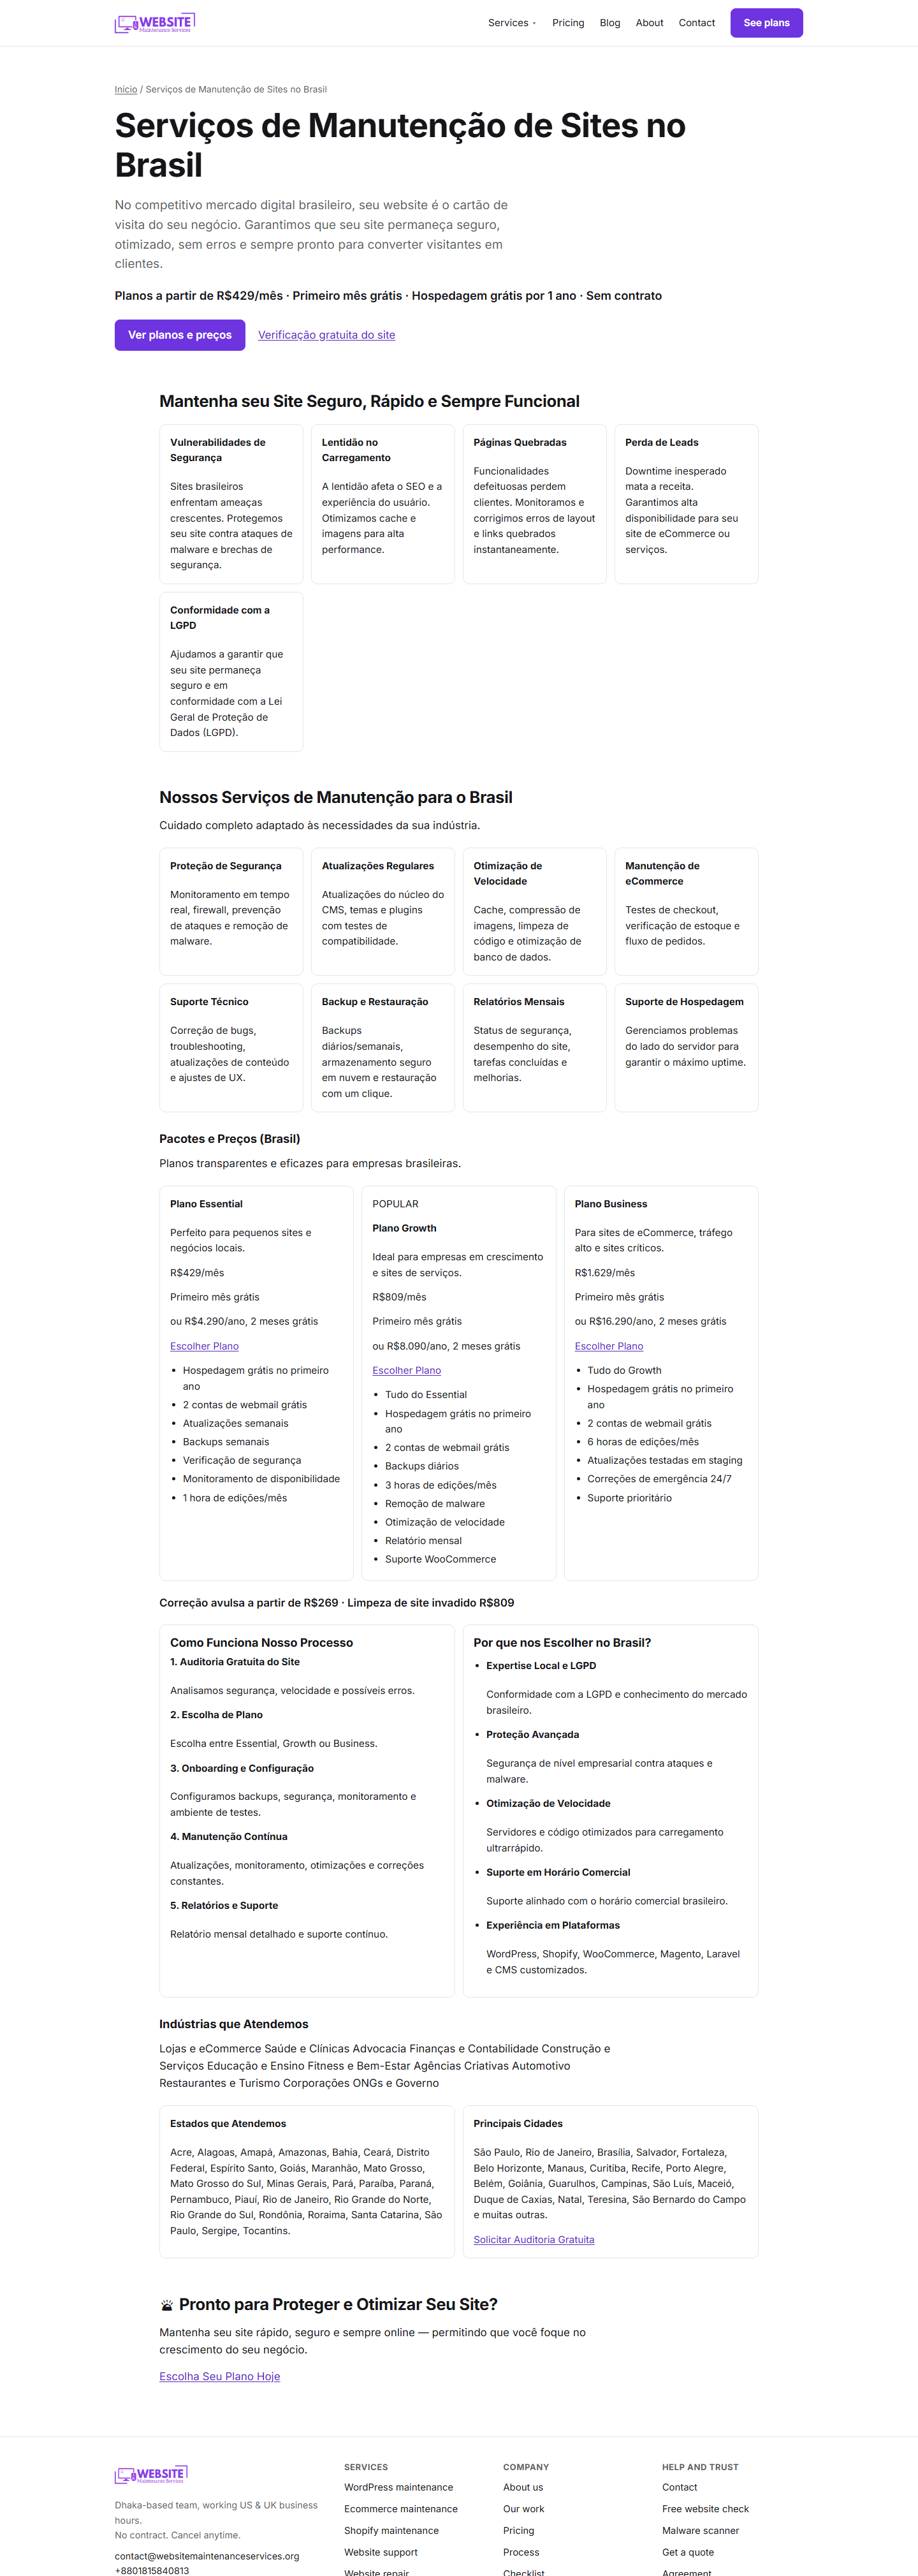 WEBSITE
Maintenance Services
Services
Pricing
Blog
About
Contact
See plans
Início / Serviços de Manutenção de Sites no Brasil
Serviços de Manutenção de Sites no
Brasil
No competitivo mercado digital brasileiro, seu website é o cartão de
visita do seu negócio. Garantimos que seu site permaneça seguro,
otimizado, sem erros e sempre pronto para converter visitantes em
clientes.
Planos a partir de R$429/mês · Primeiro mês grátis · Hospedagem grátis por 1 ano · Sem contrato
Ver planos e preços
Verificação gratuita do site
Mantenha seu Site Seguro, Rápido e Sempre Funcional
Vulnerabilidades de
Segurança
Sites brasileiros
enfrentam ameaças
crescentes. Protegemos
seu site contra ataques de
malware e brechas de
segurança.
Lentidão no
Carregamento
A lentidão afeta o SEO e a
experiência do usuário.
Otimizamos cache e
imagens para alta
performance.
Páginas Quebradas
Funcionalidades
defeituosas perdem
clientes. Monitoramos e
corrigimos erros de layout
e links quebrados
instantaneamente.
Perda de Leads
Downtime inesperado
mata a receita.
Garantimos alta
disponibilidade para seu
site de eCommerce ou
serviços.
Conformidade com a
LGPD
Ajudamos a garantir que
seu site permaneça
seguro e em
conformidade com a Lei
Geral de Proteção de
Dados (LGPD).
Nossos Serviços de Manutenção para o Brasil
Cuidado completo adaptado às necessidades da sua indústria.
Proteção de Segurança
Monitoramento em tempo
real, firewall, prevenção
de ataques e remoção de
malware.
Atualizações Regulares
Atualizações do núcleo do
CMS, temas e plugins
com testes de
compatibilidade.
Otimização de
Velocidade
Cache, compressão de
imagens, limpeza de
código e otimização de
banco de dados.
Manutenção de
eCommerce
Testes de checkout,
verificação de estoque e
fluxo de pedidos.
Suporte Técnico
Correção de bugs,
troubleshooting,
atualizações de conteúdo
e ajustes de UX.
Backup e Restauração
Backups
diários/semanais,
armazenamento seguro
em nuvem e restauração
com um clique.
Relatórios Mensais
Status de segurança,
desempenho do site,
tarefas concluídas e
melhorias.
Suporte de Hospedagem
Gerenciamos problemas
do lado do servidor para
garantir o máximo uptime.
Pacotes e Preços (Brasil)
Planos transparentes e eficazes para empresas brasileiras.
Plano Essential
Perfeito para pequenos sites e
negócios locais.
R$429/mês
Primeiro mês grátis
ou R$4.290/ano, 2 meses grátis
Escolher Plano
• Hospedagem grátis no primeiro
ano
• 2 contas de webmail grátis
• Atualizações semanais
• Backups semanais
• Verificação de segurança
• Monitoramento de disponibilidade
• 1 hora de edições/mês
POPULAR
Plano Growth
Ideal para empresas em crescimento
e sites de serviços.
R$809/mês
Primeiro mês grátis
ou R$8.090/ano, 2 meses grátis
Escolher Plano
• Tudo do Essential
• Hospedagem grátis no primeiro
ano
• 2 contas de webmail grátis
• Backups diários
• 3 horas de edições/mês
• Remoção de malware
• Otimização de velocidade
• Relatório mensal
• Suporte WooCommerce
Plano Business
Para sites de eCommerce, tráfego
alto e sites críticos.
R$1.629/mês
Primeiro mês grátis
ou R$16.290/ano, 2 meses grátis
Escolher Plano
• Tudo do Growth
• Hospedagem grátis no primeiro
ano
• 2 contas de webmail grátis
• 6 horas de edições/mês
• Atualizações testadas em staging
• Correções de emergência 24/7
• Suporte prioritário
Correção avulsa a partir de R$269 · Limpeza de site invadido R$809
Como Funciona Nosso Processo
1. Auditoria Gratuita do Site
Analisamos segurança, velocidade e possíveis erros.
2. Escolha de Plano
Escolha entre Essential, Growth ou Business.
3. Onboarding e Configuração
Configuramos backups, segurança, monitoramento e
ambiente de testes.
4. Manutenção Contínua
Atualizações, monitoramento, otimizações e correções
constantes.
5. Relatórios e Suporte
Relatório mensal detalhado e suporte contínuo.
Por que nos Escolher no Brasil?
• Expertise Local e LGPD
Conformidade com a LGPD e conhecimento do mercado
brasileiro.
• Proteção Avançada
Segurança de nível empresarial contra ataques e
malware.
• Otimização de Velocidade
Servidores e código otimizados para carregamento
ultrarrápido.
• Suporte em Horário Comercial
Suporte alinhado com o horário comercial brasileiro.
• Experiência em Plataformas
WordPress, Shopify, WooCommerce, Magento, Laravel
e CMS customizados.
Indústrias que Atendemos
Lojas e eCommerce Saúde e Clínicas Advocacia Finanças e Contabilidade Construção e
Serviços Educação e Ensino Fitness e Bem-Estar Agências Criativas Automotivo
Restaurantes e Turismo Corporações ONGs e Governo
Estados que Atendemos
Acre, Alagoas, Amapá, Amazonas, Bahia, Ceará, Distrito
Federal, Espírito Santo, Goiás, Maranhão, Mato Grosso,
Mato Grosso do Sul, Minas Gerais, Pará, Paraíba, Paraná,
Pernambuco, Piauí, Rio de Janeiro, Rio Grande do Norte,
Rio Grande do Sul, Rondônia, Roraima, Santa Catarina, São
Paulo, Sergipe, Tocantins.
Principais Cidades
São Paulo, Rio de Janeiro, Brasília, Salvador, Fortaleza,
Belo Horizonte, Manaus, Curitiba, Recife, Porto Alegre,
Belém, Goiânia, Guarulhos, Campinas, São Luís, Maceió,
Duque de Caxias, Natal, Teresina, São Bernardo do Campo
e muitas outras.
Solicitar Auditoria Gratuita
Pronto para Proteger e Otimizar Seu Site?
Mantenha seu site rápido, seguro e sempre online — permitindo que você foque no
crescimento do seu negócio.
Escolha Seu Plano Hoje
WEBSITE
Maintenance Services
Dhaka-based team, working US & UK business
hours.
No contract. Cancel anytime.
contact@websitemaintenanceservices.org
+8801815840813
SERVICES
WordPress maintenance
Ecommerce maintenance
Shopify maintenance
Website support
Website repair
COMPANY
About us
Our work
Pricing
Process
Checklist
HELP AND TRUST
Contact
Free website check
Malware scanner
Get a quote
Agreement